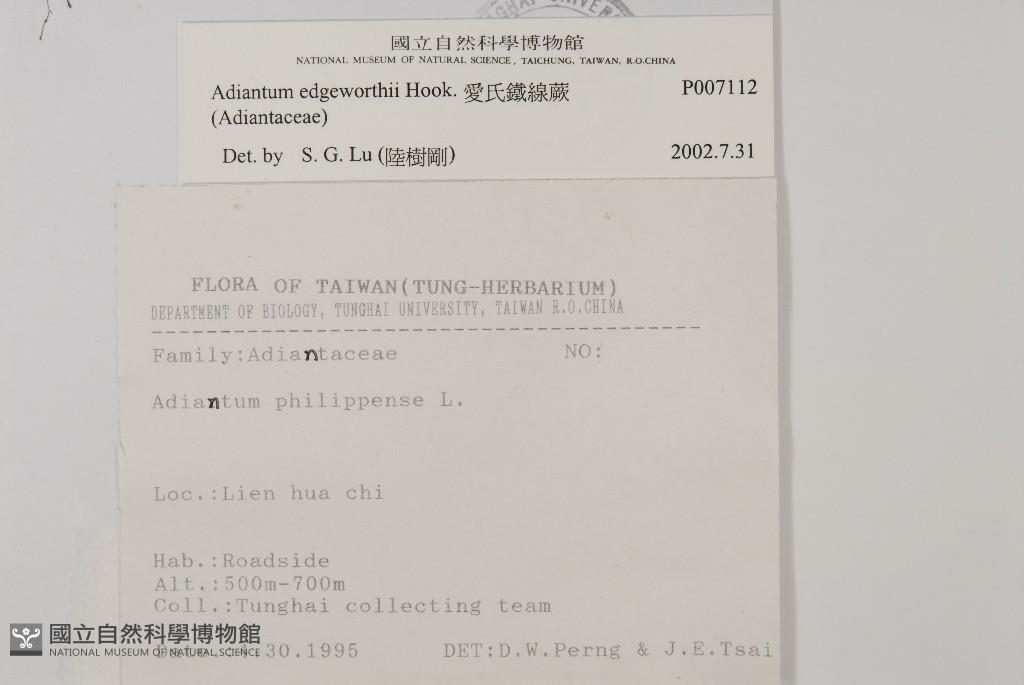 GHAI UNIVER
國立自然科學博物館
NATIONAL MUSEUM OF NATURAL SCIENCE, TAICHUNG, TAIWAN, R.O.CHINA
Adiantum edgeworthii Hook. 愛氏鐵線蕨 P007112
(Adiantaceae)
Det. by S. G. Lu (陸樹剛) 2002.7.31
FLORA OF TAIWAN(TUNG-HERBARIUM)
DEPARTMENT OF BIOLOGY, TUNGHAI UNIVERSITY, TAIWAN R.O.CHINA
Family:Adiantaceae NO:
Adiantum philippense L.
Loc.:Lien hua chi
Hab.:Roadside
Alt.:500m-700m
Coll.:Tunghai collecting team
30.1995 DET:D.W.Perng & J.E.Tsai
國立自然科學博物館
NATIONAL MUSEUM OF NATURAL SCIENCE